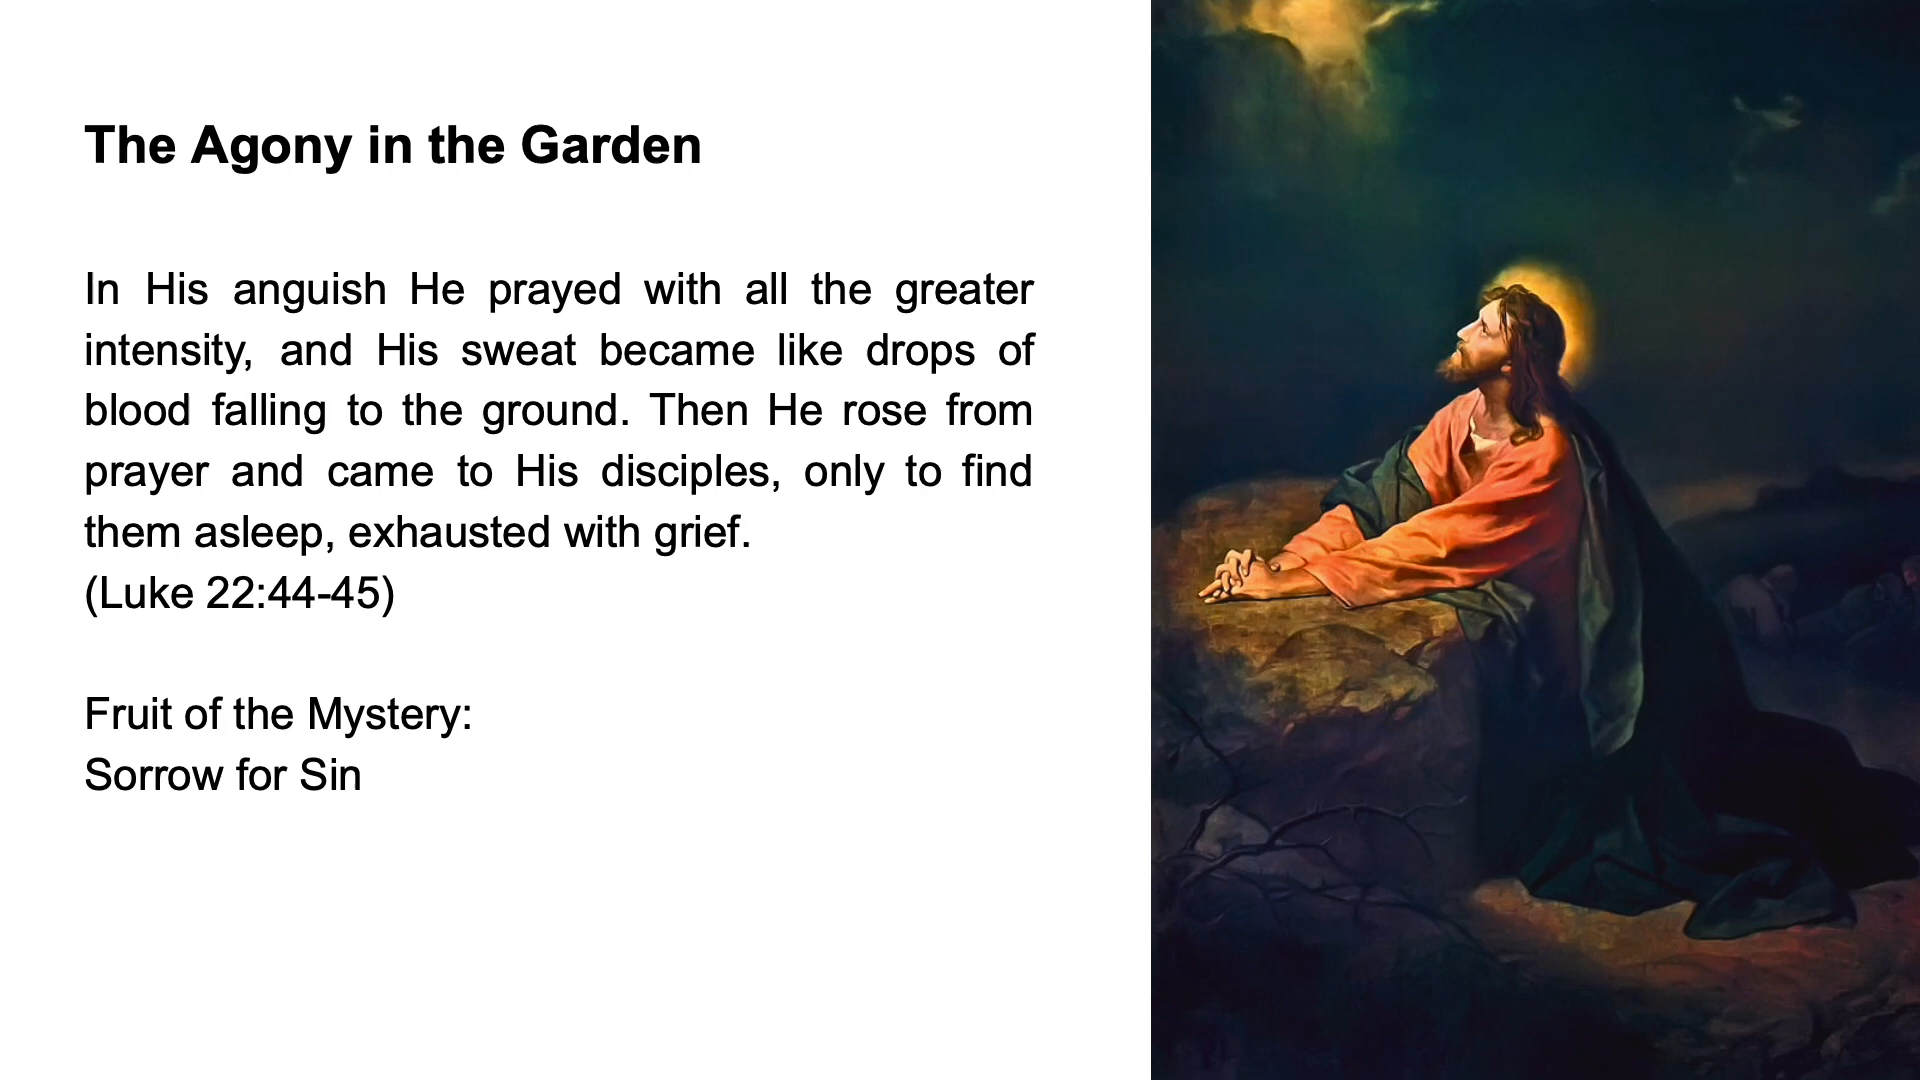 The Agony in the Garden
In His anguish He prayed with all the greater
intensity, and His sweat became like drops of
blood falling to the ground. Then He rose from
prayer and came to His disciples, only to find
them asleep, exhausted with grief.
(Luke 22:44-45)
Fruit of the Mystery:
Sorrow for Sin